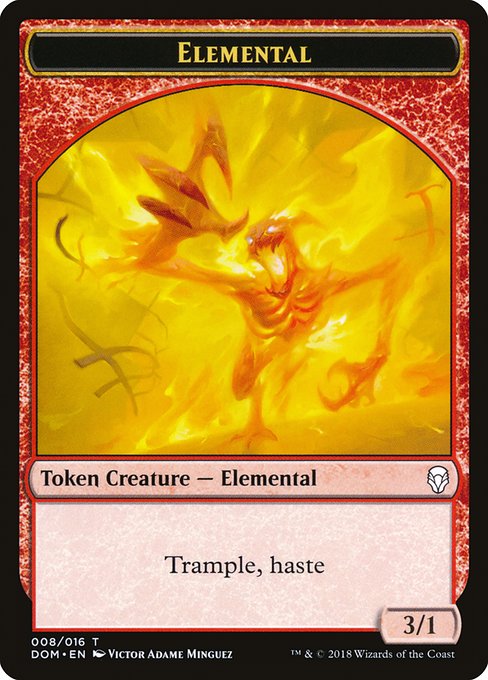 Elemental
Token Creature — Elemental
Trample, haste
3/1
008/016 T
DOM • EN Victor Adame Minguez
™ & © 2018 Wizards of the Coast